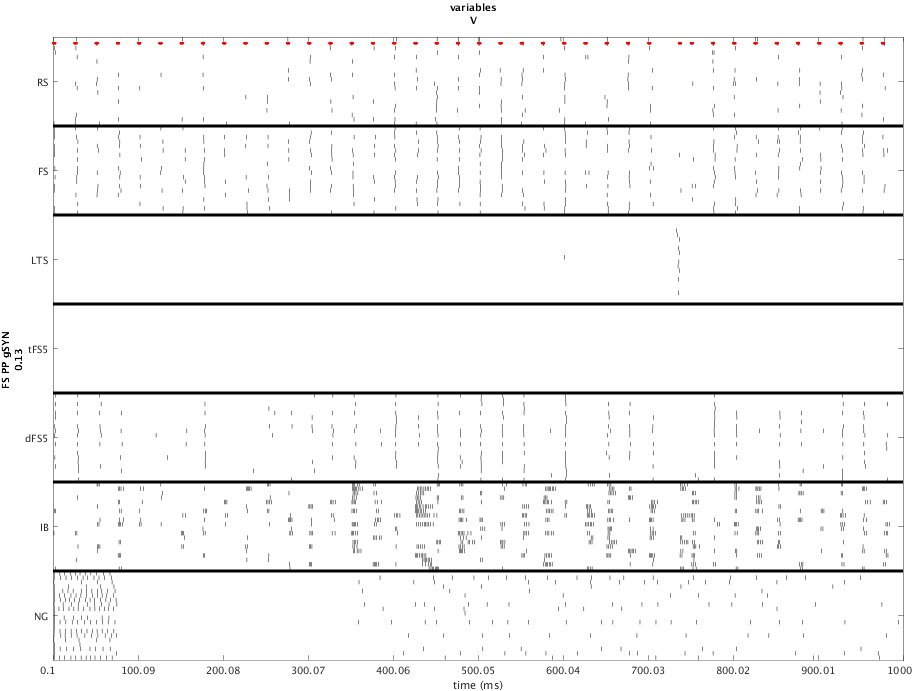 variables
V
RS
FS
LTS
tFS5
dFS5
IB
NG
FS PP gSYN
0.13
0.1
100.09
200.08
300.07
400.06
500.05
600.04
700.03
800.02
900.01
1000
time (ms)